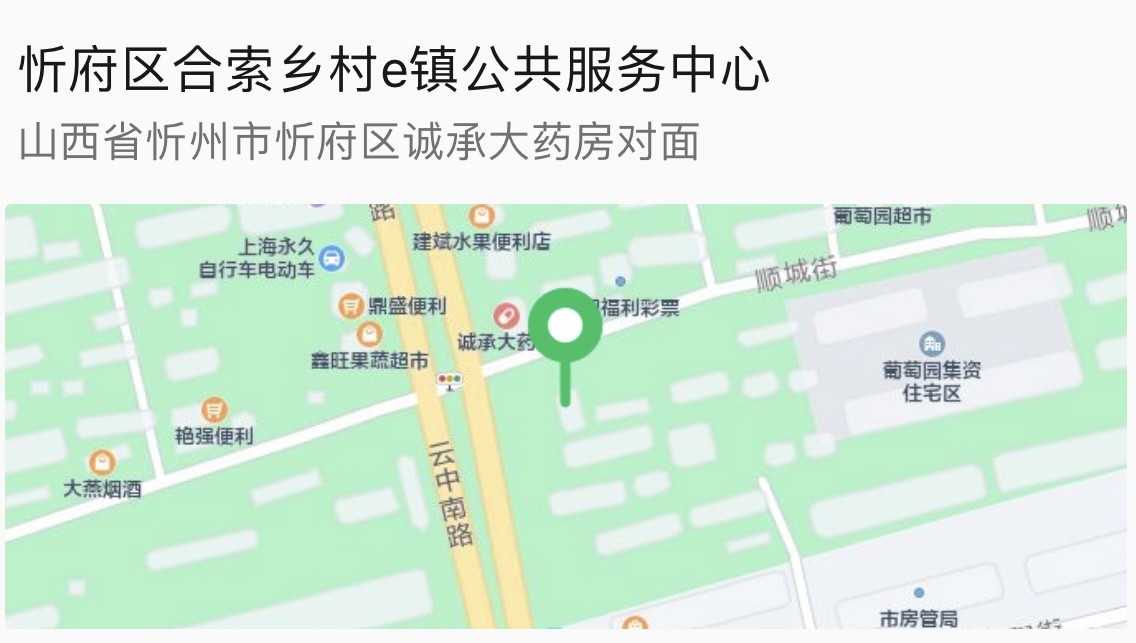 忻府区合索乡村e镇公共服务中心
山西省忻州市忻府区诚承大药房对面
路
建斌水果便利店
葡萄园超市
顺城
上海永久
自行车电动车
顺城街
鼎盛便利
福利彩票
诚承大药
鑫旺果蔬超市
葡萄园集资
住宅区
艳强便利
云中南路
大燕烟酒
市房管局
街